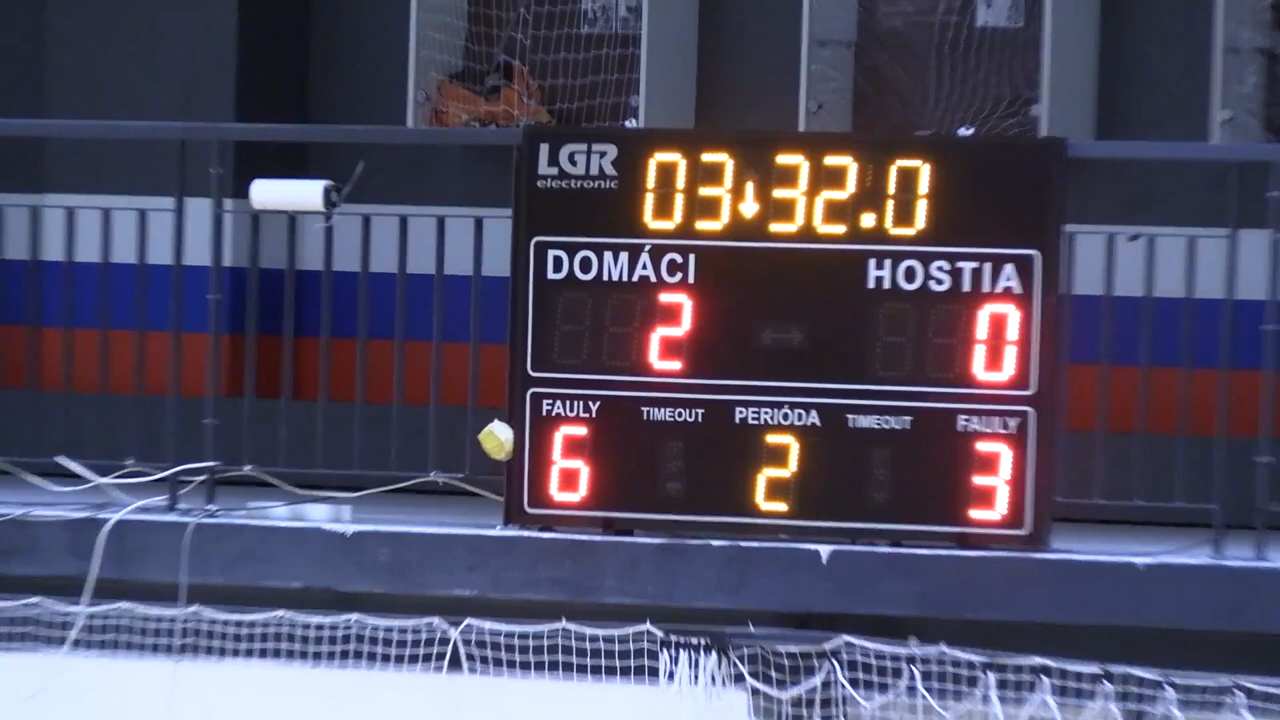 LGR
electronic
03↓32.0
DOMÁCI HOSTIA
2 0
FAULY TIMEOUT PERIÓDA TIMEOUT FAULY
6 2 3